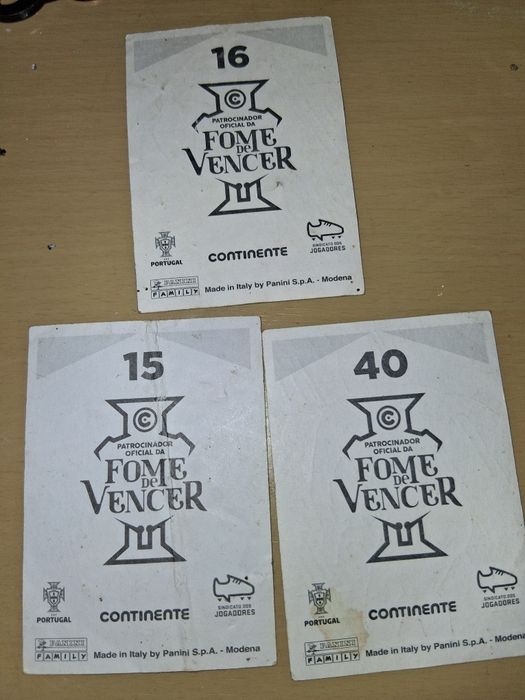 16
C
PATROCINADOR
OFICIAL DA
FOME
DE
VENCER
PORTUGAL
CONTINENTE
SINDICATO DOS
JOGADORES
PANINI
FAMILY
Made in Italy by Panini S.p.A. - Modena
15
C
PATROCINADOR
OFICIAL DA
FOME
DE
VENCER
PORTUGAL
CONTINENTE
SINDICATO DOS
JOGADORES
PANINI
FAMILY
Made in Italy by Panini S.p.A. - Modena
40
C
PATROCINADOR
OFICIAL DA
FOME
DE
VENCER
PORTUGAL
CONTINENTE
SINDICATO DOS
JOGADORES
PANINI
FAMILY
Made in Italy by Panini S.p.A. - Modena